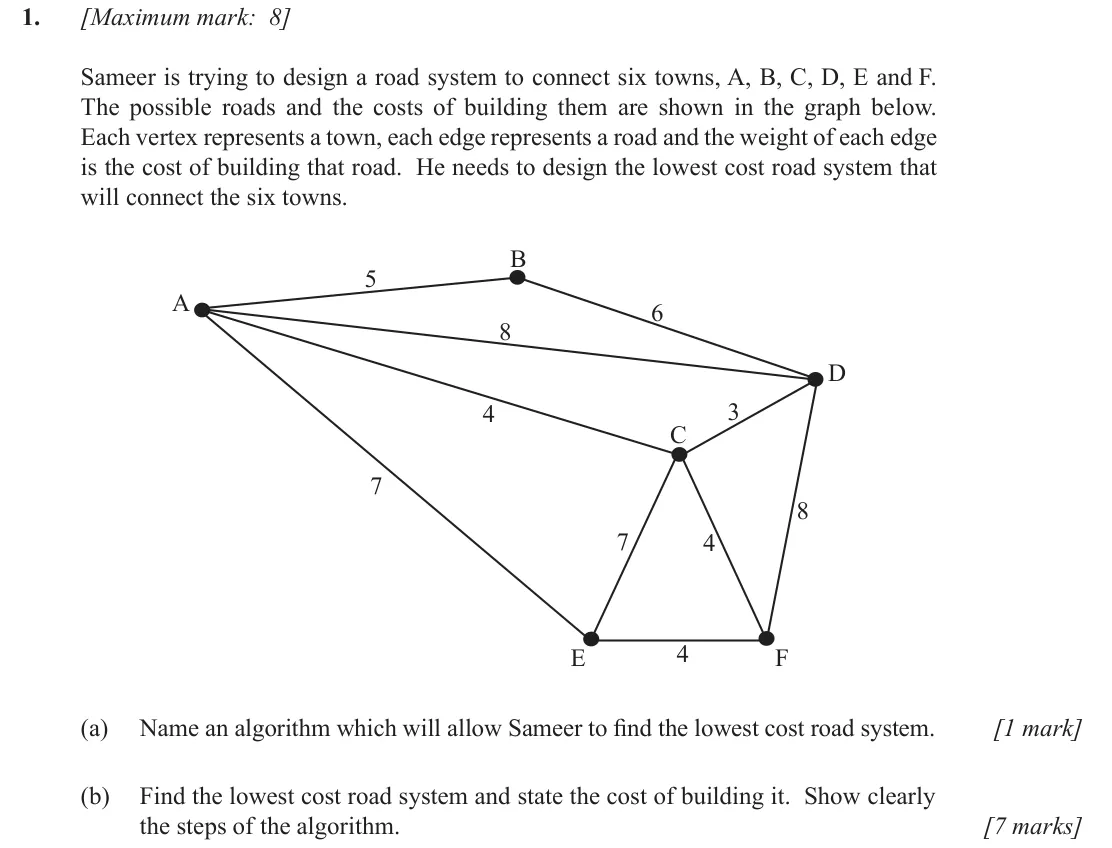 1. [Maximum mark: 8]
Sameer is trying to design a road system to connect six towns, A, B, C, D, E and F.
The possible roads and the costs of building them are shown in the graph below.
Each vertex represents a town, each edge represents a road and the weight of each edge
is the cost of building that road. He needs to design the lowest cost road system that
will connect the six towns.
B
5
A
6
8
D
3
4
C
7
8
7
4
E
4
F
(a) Name an algorithm which will allow Sameer to find the lowest cost road system. [1 mark]
(b) Find the lowest cost road system and state the cost of building it. Show clearly
the steps of the algorithm. [7 marks]